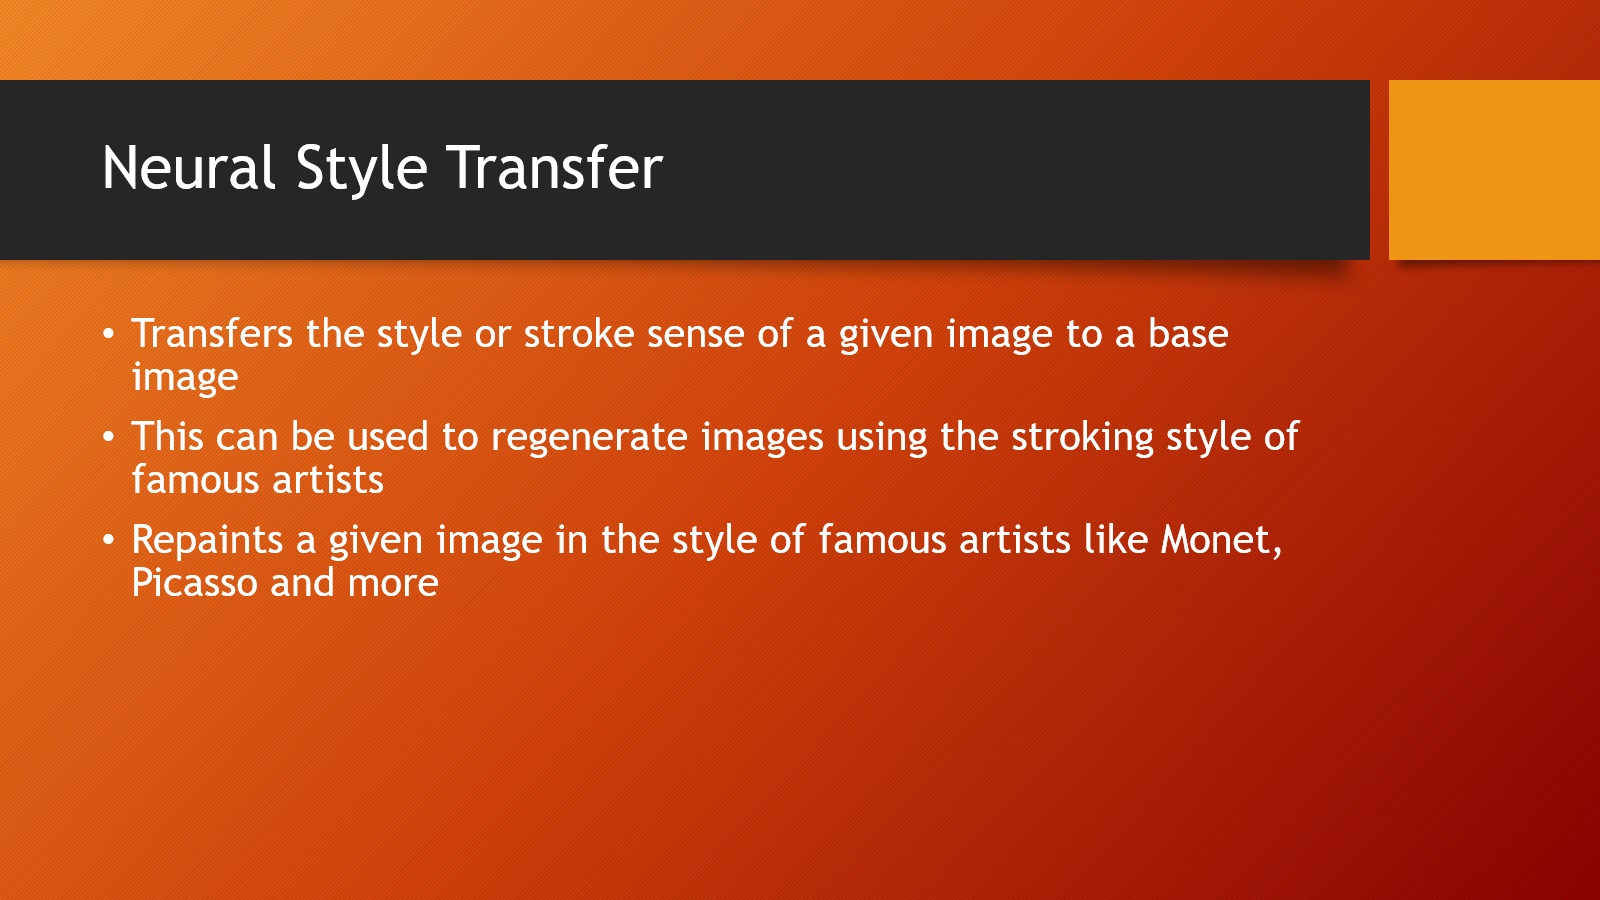 Neural Style Transfer
• Transfers the style or stroke sense of a given image to a base
image
• This can be used to regenerate images using the stroking style of
famous artists
• Repaints a given image in the style of famous artists like Monet,
Picasso and more